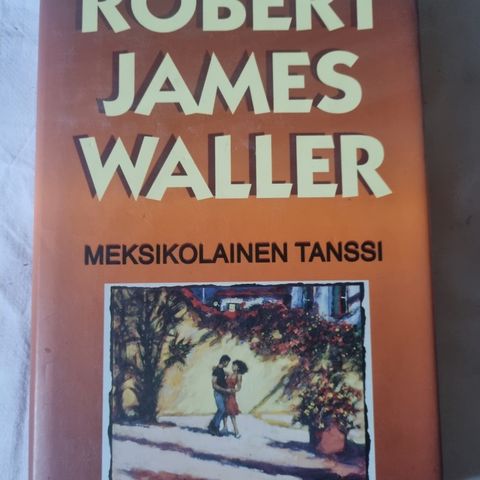 ROBERT
JAMES
WALLER
MEKSIKOLAINEN TANSSI